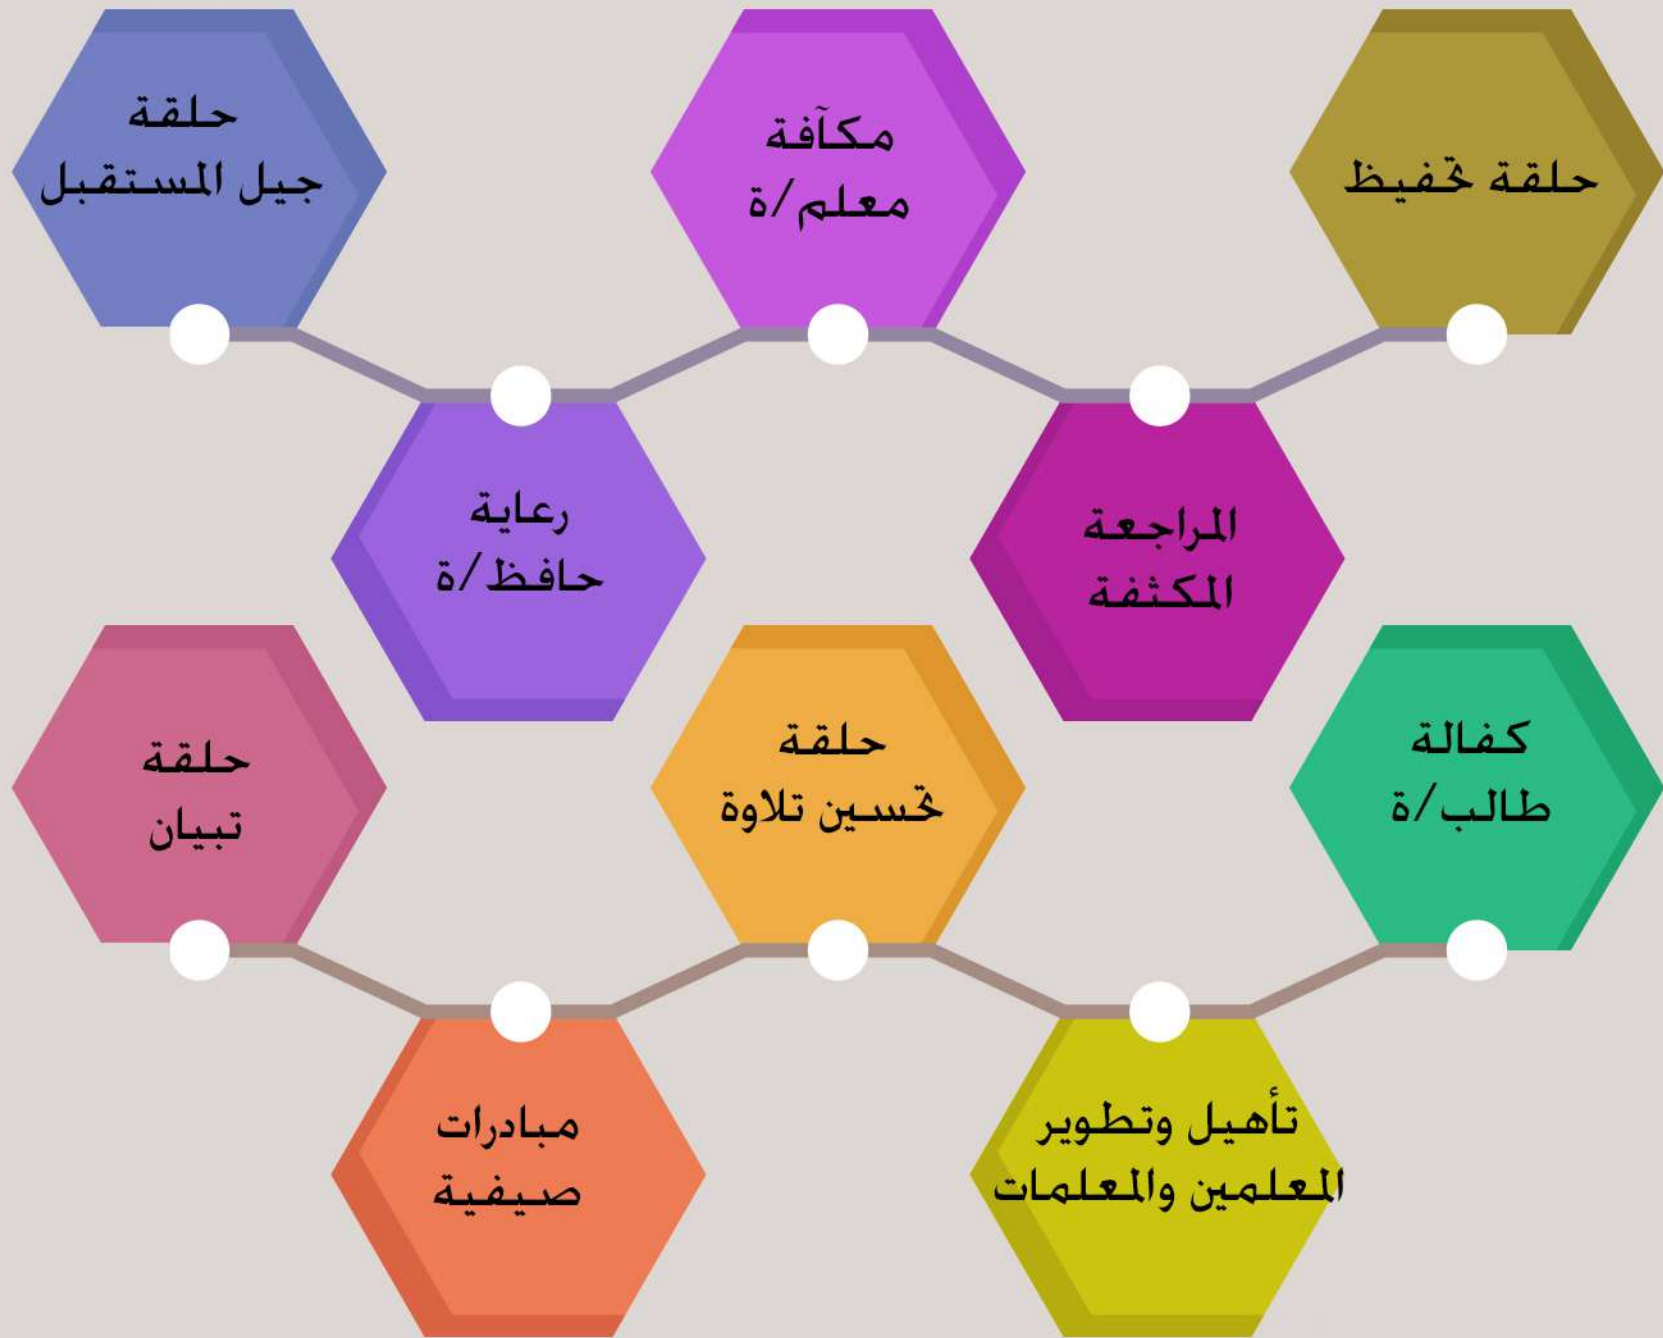 حلقة تحفيظ
المراجعة
المكثفة
مكآفة
معلم/ة
رعاية
حافظ/ة
حلقة
جيل المستقبل
كفالة
طالب/ة
تأهيل وتطوير
المعلمين والمعلمات
حلقة
تحسين تلاوة
مبادرات
صيفية
حلقة
تبيان